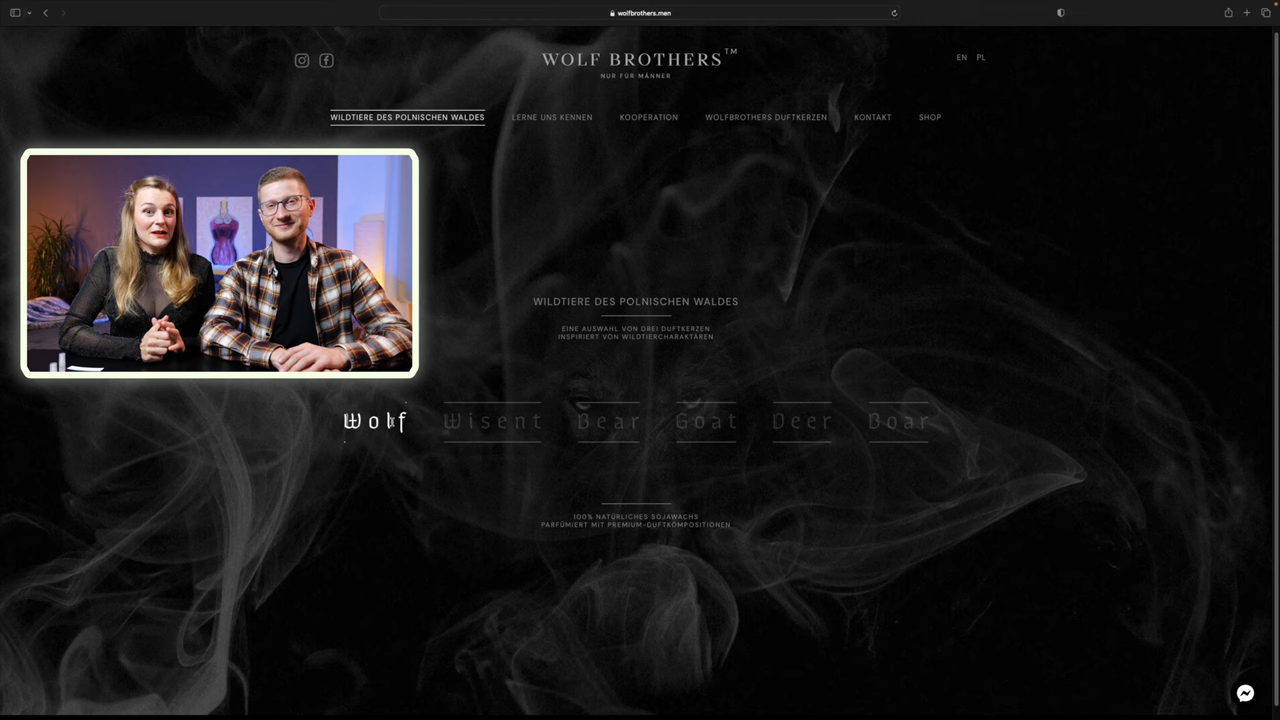 wolfbrothers.men
WOLF BROTHERS™
NUR FÜR MÄNNER
EN PL
WILDTIERE DES POLNISCHEN WALDES LERNE UNS KENNEN KOOPERATION WOLFBROTHERS DUFTKERZEN KONTAKT SHOP
WILDTIERE DES POLNISCHEN WALDES
EINE AUSWAHL VON DREI DUFTKERZEN
INSPIRIERT VON WILDTIERCHARAKTÄREN
Wolf Wisent Bear Goat Deer Boar
100% NATÜRLICHES SOJAWACHS
PARFÜMIERT MIT PREMIUM-DUFTKOMPOSITIONEN